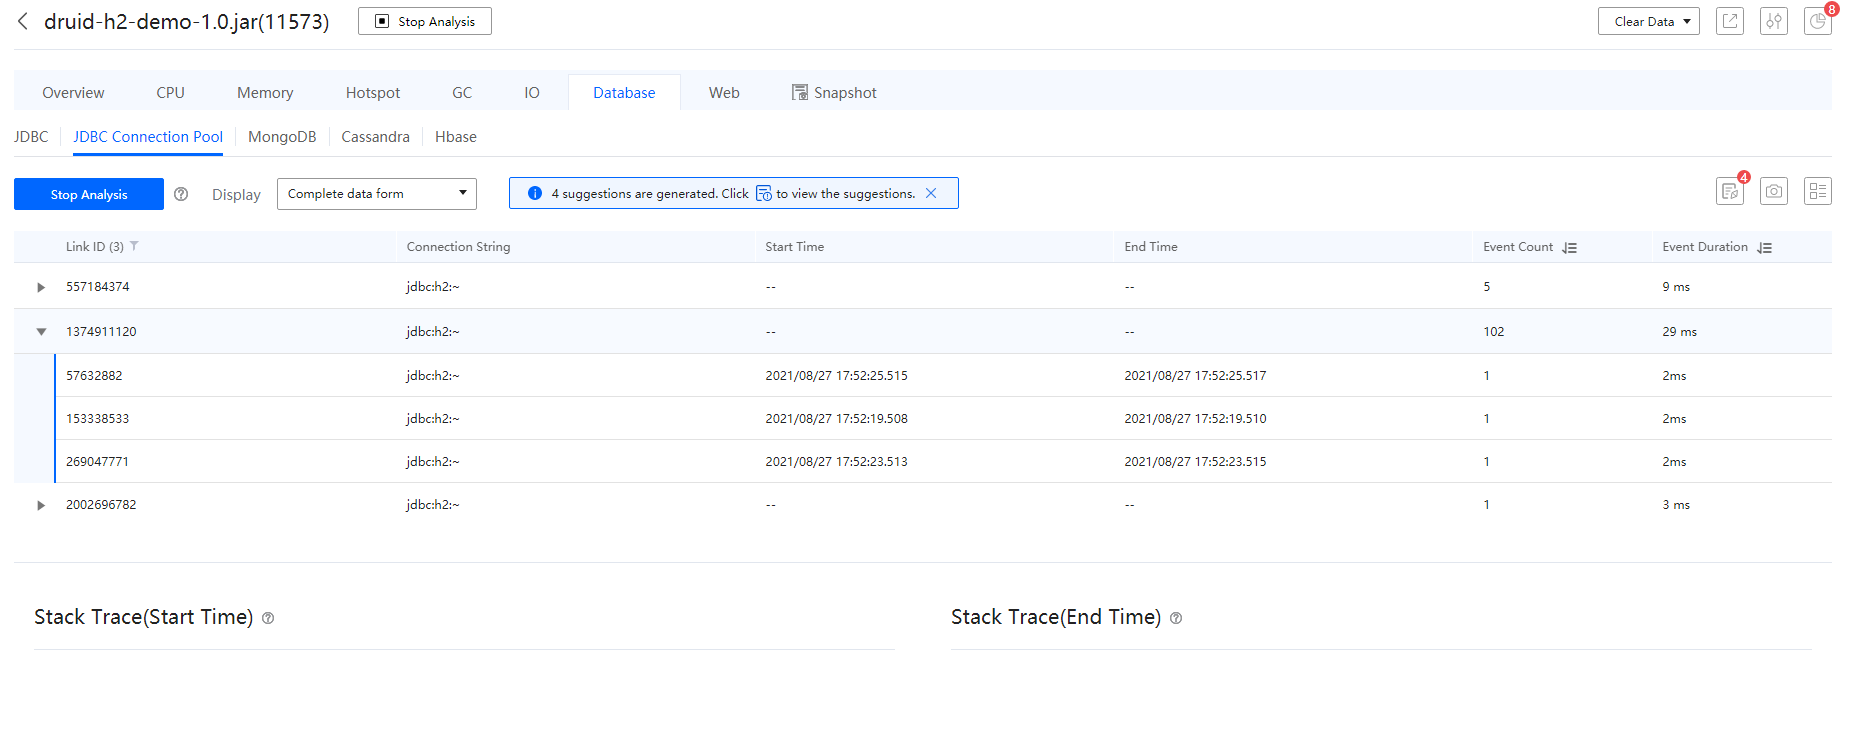 druid-h2-demo-1.0.jar(11573) Stop Analysis Clear Data 8
Overview CPU Memory Hotspot GC IO Database Web Snapshot
JDBC JDBC Connection Pool MongoDB Cassandra Hbase
Stop Analysis Display Complete data form 4 suggestions are generated. Click to view the suggestions. 4
Link ID (3) Connection String Start Time End Time Event Count Event Duration
557184374 jdbc:h2:~ -- -- 5 9 ms
1374911120 jdbc:h2:~ -- -- 102 29 ms
57632882 jdbc:h2:~ 2021/08/27 17:52:25.515 2021/08/27 17:52:25.517 1 2ms
153338533 jdbc:h2:~ 2021/08/27 17:52:19.508 2021/08/27 17:52:19.510 1 2ms
269047771 jdbc:h2:~ 2021/08/27 17:52:23.513 2021/08/27 17:52:23.515 1 2ms
2002696782 jdbc:h2:~ -- -- 1 3 ms
Stack Trace(Start Time) Stack Trace(End Time)